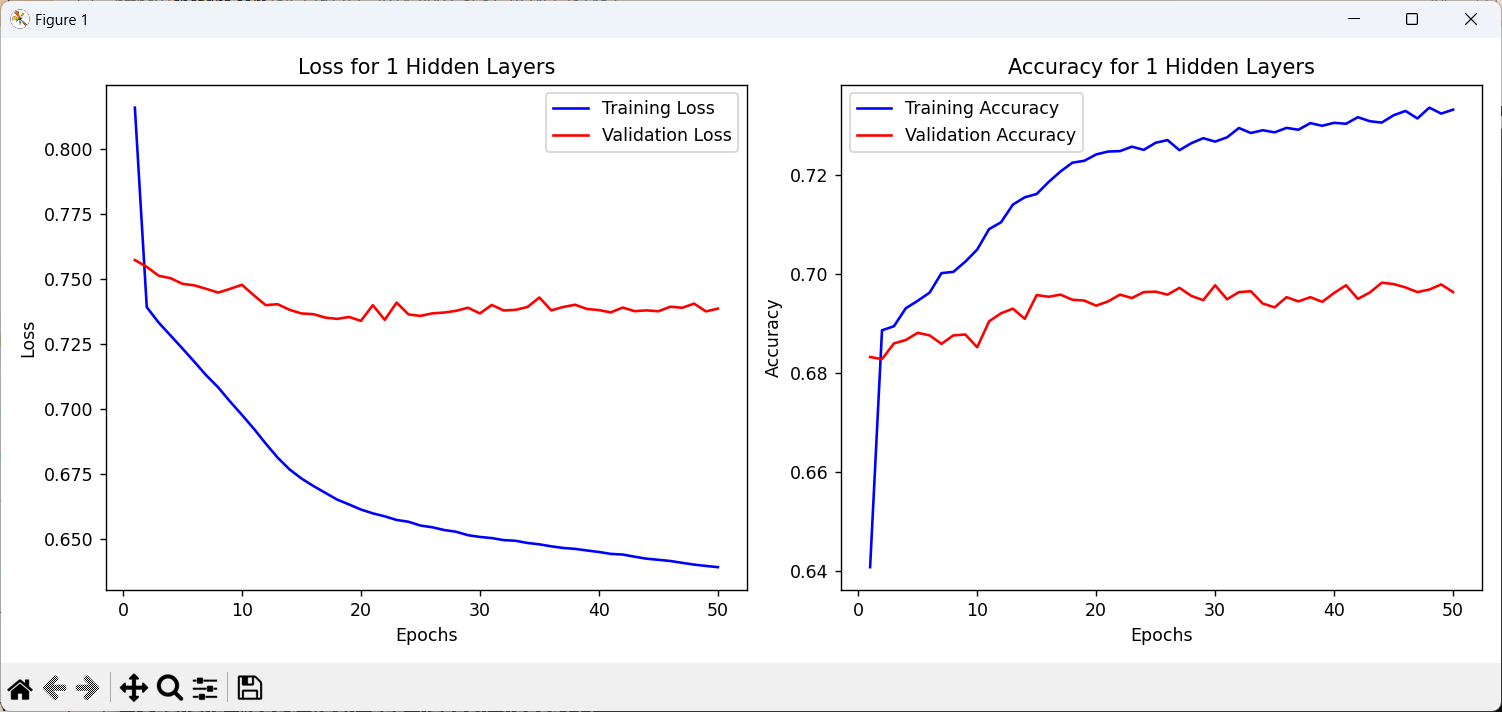 Figure 1
Loss for 1 Hidden Layers
Training Loss
Validation Loss
0.800
0.775
0.750
0.725
0.700
0.675
0.650
Loss
0 10 20 30 40 50
Epochs
Accuracy for 1 Hidden Layers
Training Accuracy
Validation Accuracy
0.72
0.70
0.68
0.66
0.64
Accuracy
0 10 20 30 40 50
Epochs